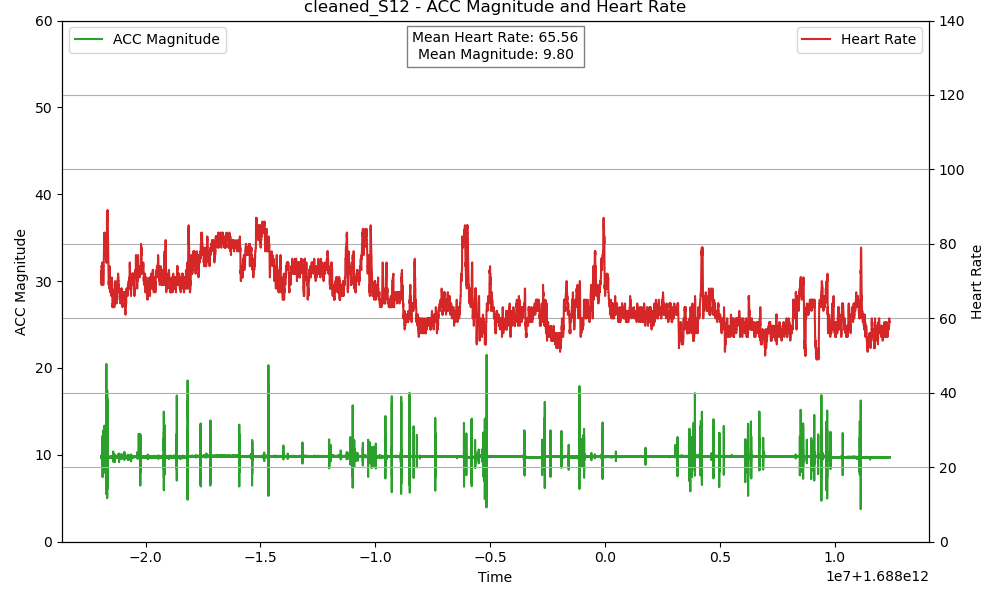 cleaned_S12 - ACC Magnitude and Heart Rate
ACC Magnitude
Mean Heart Rate: 65.56
Mean Magnitude: 9.80
Heart Rate
60
50
40
30
20
10
0
ACC Magnitude
140
120
100
80
60
40
20
0
Heart Rate
−2.0 −1.5 −1.0 −0.5 0.0 0.5 1.0
1e7+1.688e12
Time